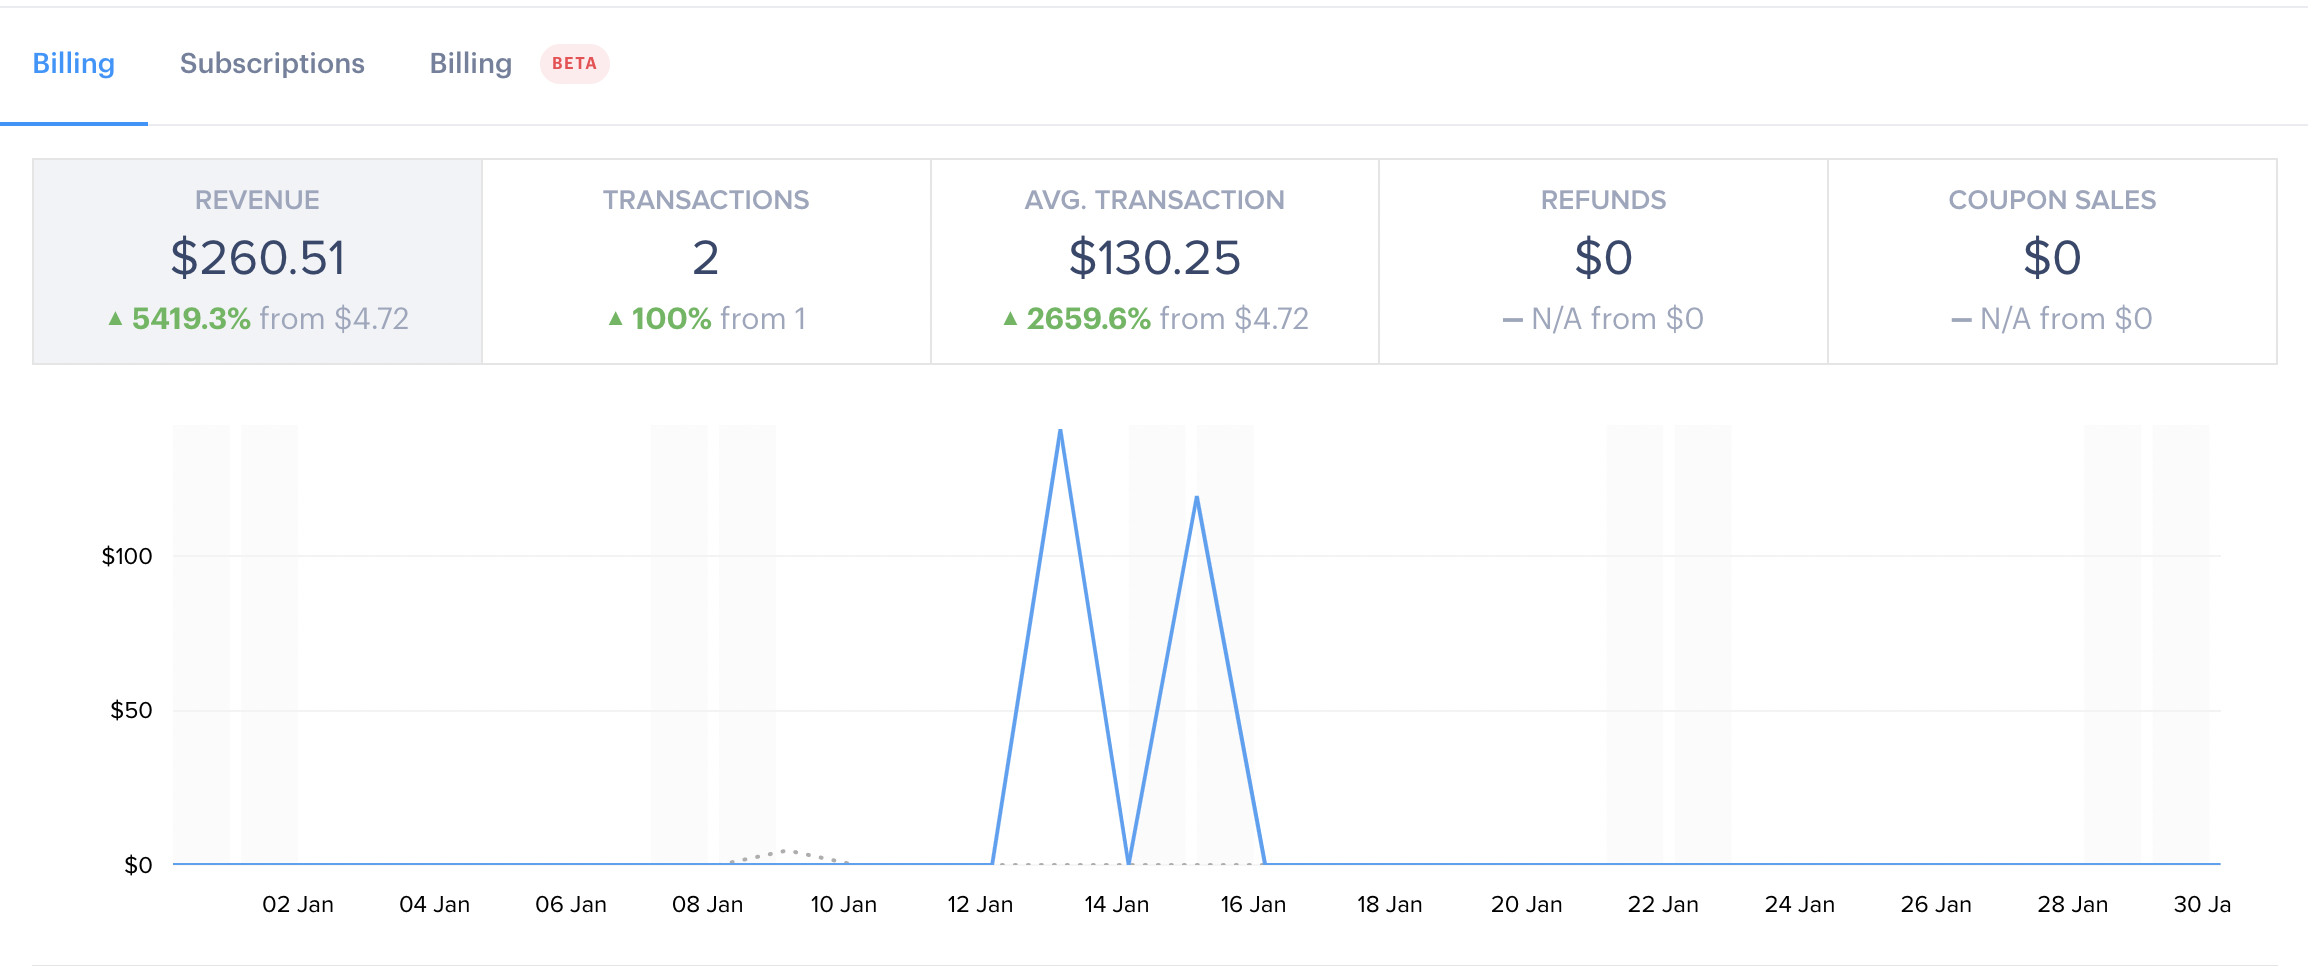 Billing Subscriptions Billing BETA
REVENUE TRANSACTIONS AVG. TRANSACTION REFUNDS COUPON SALES
$260.51 2 $130.25 $0 $0
▲ 5419.3% from $4.72 ▲ 100% from 1 ▲ 2659.6% from $4.72 – N/A from $0 – N/A from $0
$100
$50
$0
02 Jan 04 Jan 06 Jan 08 Jan 10 Jan 12 Jan 14 Jan 16 Jan 18 Jan 20 Jan 22 Jan 24 Jan 26 Jan 28 Jan 30 Ja